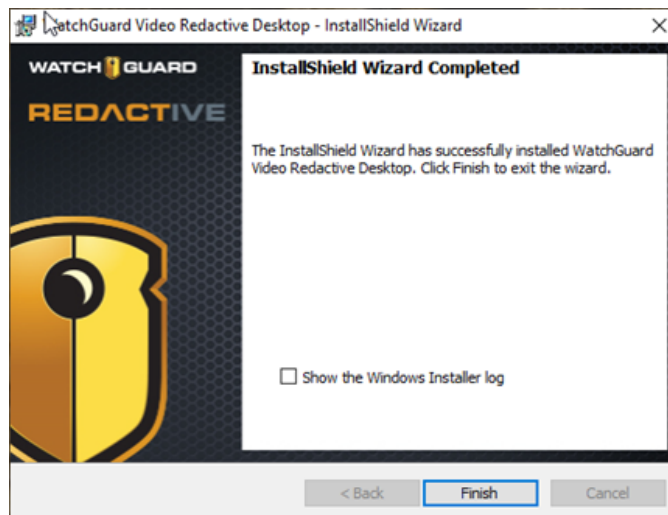 WatchGuard Video Redactive Desktop - InstallShield Wizard
WATCH GUARD
REDACTIVE
InstallShield Wizard Completed
The InstallShield Wizard has successfully installed WatchGuard
Video Redactive Desktop. Click Finish to exit the wizard.
Show the Windows Installer log
< Back
Finish
Cancel